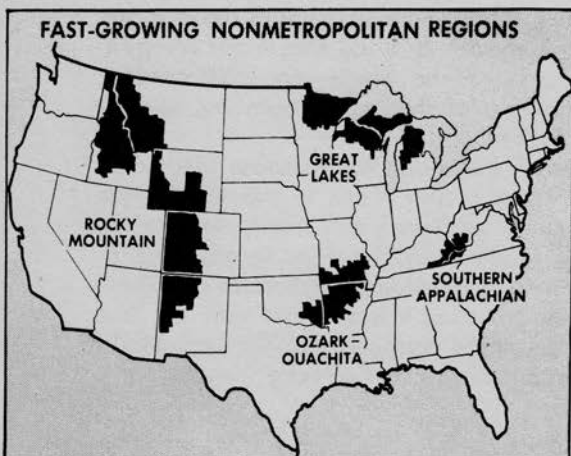 FAST-GROWING NONMETROPOLITAN REGIONS
GREAT
LAKES
ROCKY
MOUNTAIN
SOUTHERN
APPALACHIAN
OZARK–
OUACHITA